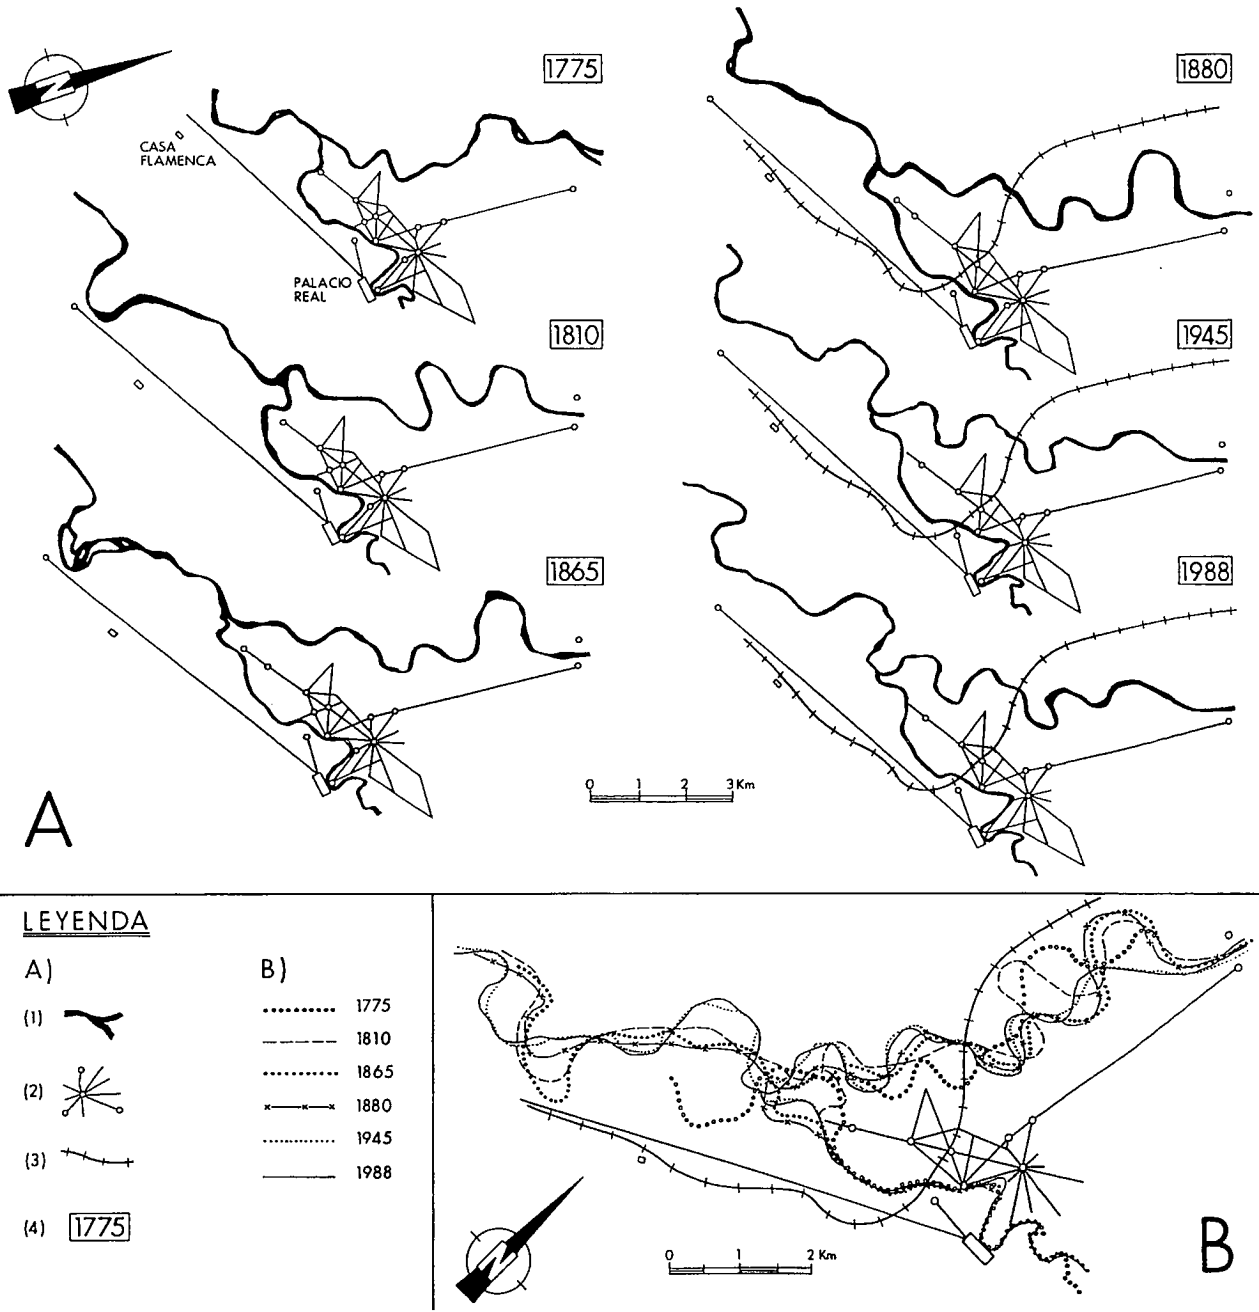 N
1775
CASA
FLAMENCA
PALACIO
REAL
1810
1865
1880
1945
1988
0 1 2 3 Km
A
LEYENDA
A)
(1)
(2)
(3)
(4) 1775
B)
1775
1810
1865
1880
1945
1988
N
0 1 2 Km
B